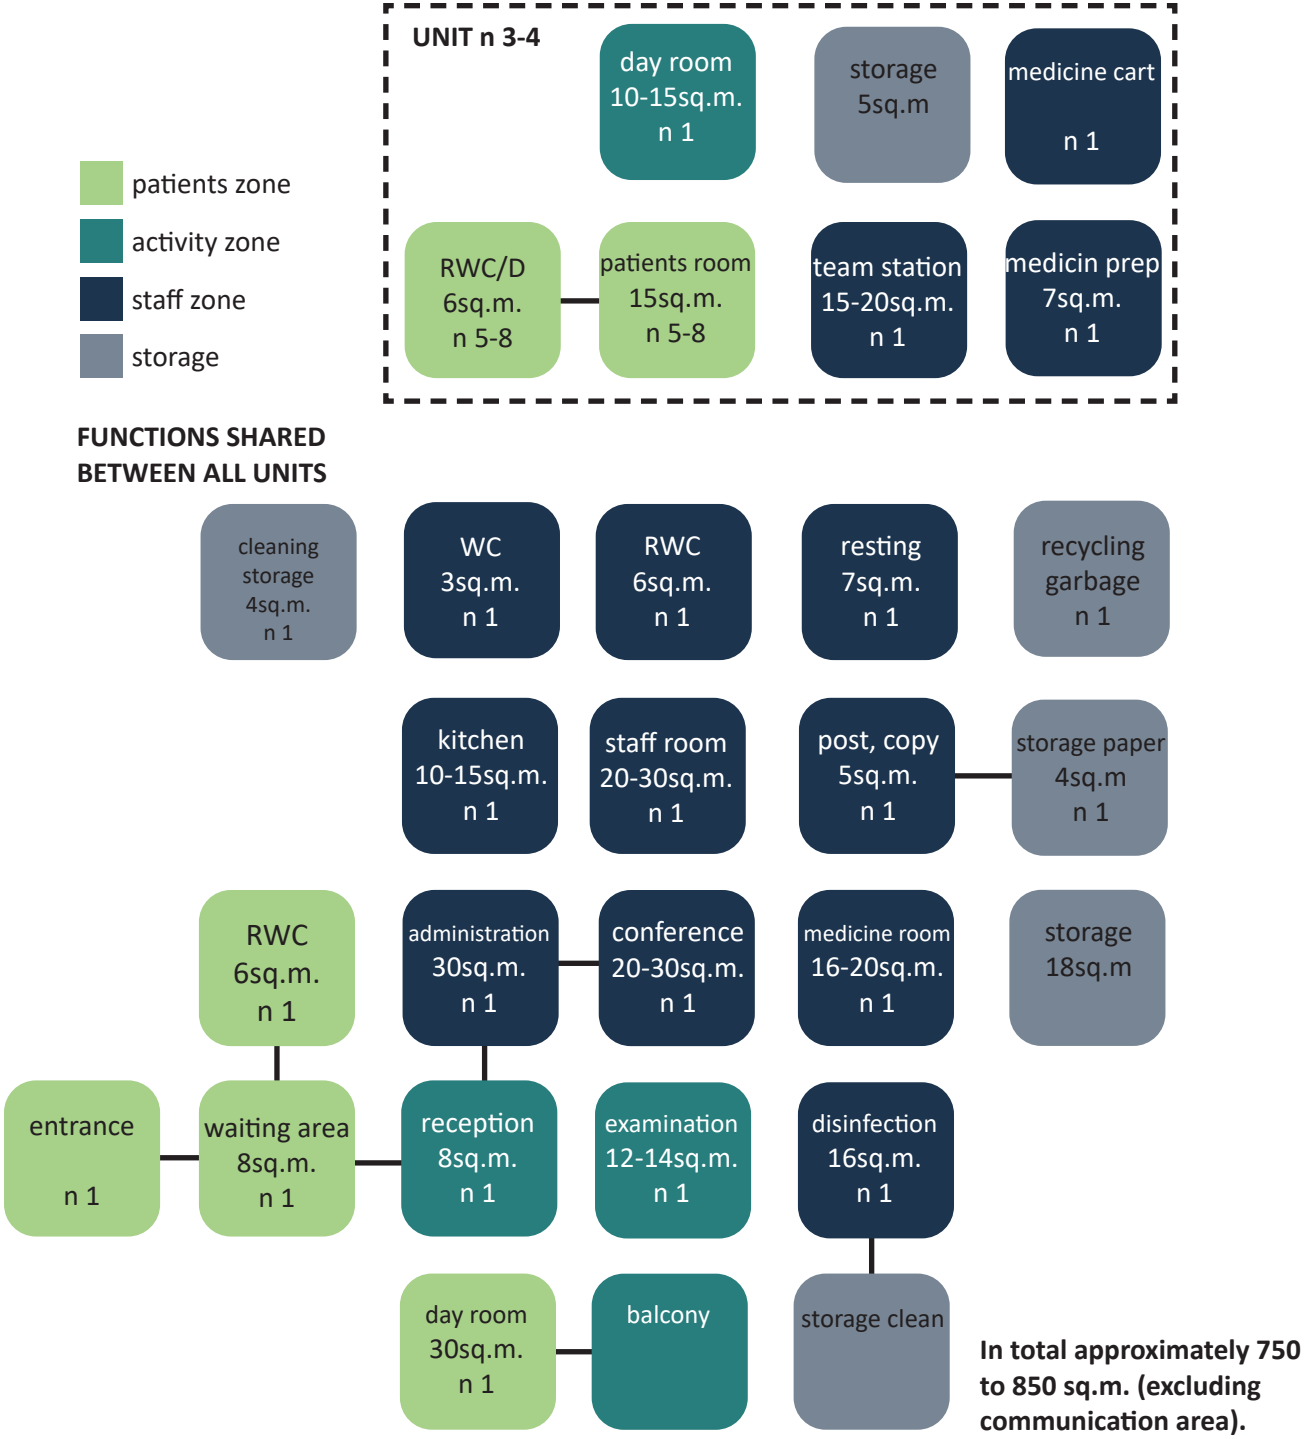 UNIT n 3-4
day room
10-15sq.m.
n 1
storage
5sq.m
medicine cart
n 1
patients zone
activity zone
staff zone
storage
RWC/D
6sq.m.
n 5-8
patients room
15sq.m.
n 5-8
team station
15-20sq.m.
n 1
medicin prep
7sq.m.
n 1
FUNCTIONS SHARED
BETWEEN ALL UNITS
cleaning
storage
4sq.m.
n 1
WC
3sq.m.
n 1
RWC
6sq.m.
n 1
resting
7sq.m.
n 1
recycling
garbage
n 1
kitchen
10-15sq.m.
n 1
staff room
20-30sq.m.
n 1
post, copy
5sq.m.
n 1
storage paper
4sq.m
n 1
RWC
6sq.m.
n 1
administration
30sq.m.
n 1
conference
20-30sq.m.
n 1
medicine room
16-20sq.m.
n 1
storage
18sq.m
entrance
n 1
waiting area
8sq.m.
n 1
reception
8sq.m.
n 1
examination
12-14sq.m.
n 1
disinfection
16sq.m.
n 1
day room
30sq.m.
n 1
balcony
storage clean
In total approximately 750
to 850 sq.m. (excluding
communication area).